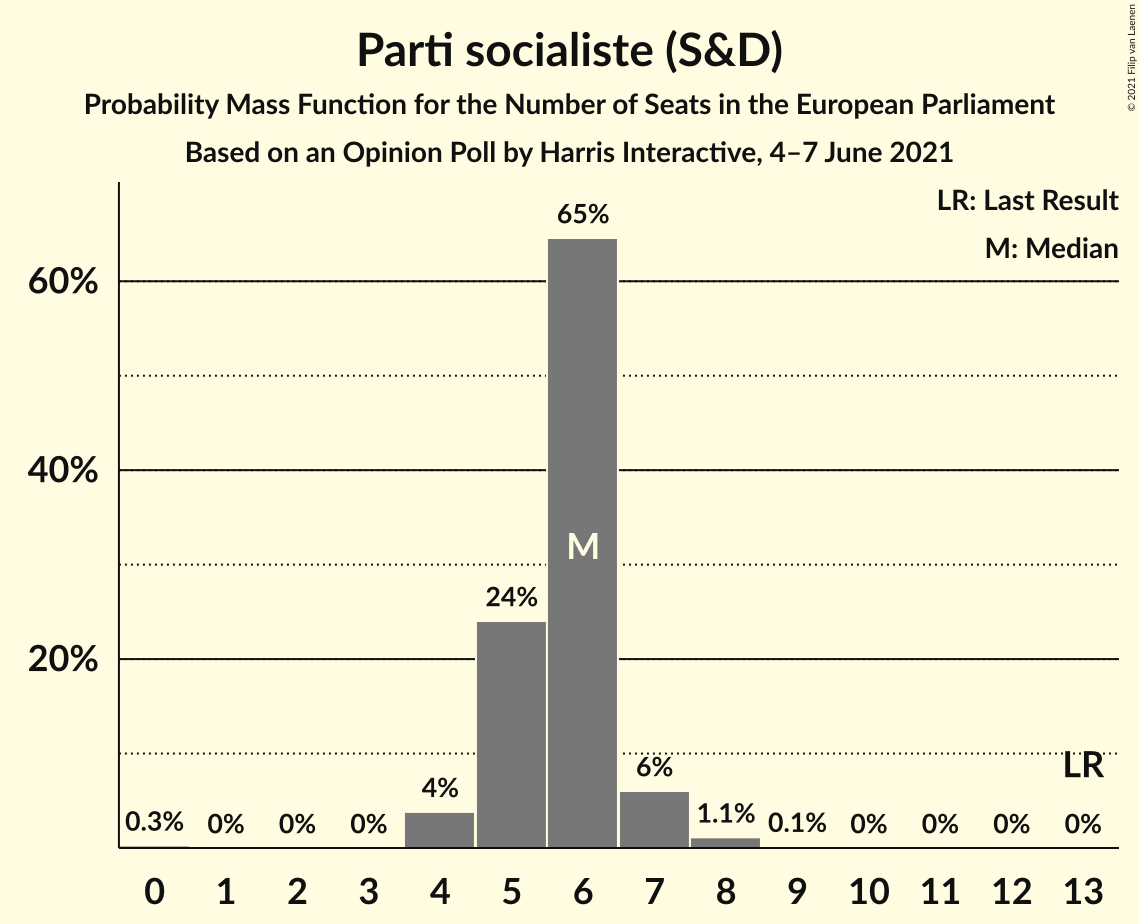 Parti socialiste (S&D)
Probability Mass Function for the Number of Seats in the European Parliament
Based on an Opinion Poll by Harris Interactive, 4–7 June 2021
© 2021 Filip van Laenen
LR: Last Result
M: Median
65%
60%
40%
M
24%
20%
LR
6%
4%
1.1%
0.3% 0% 0% 0% 0.1% 0% 0% 0% 0%
0 1 2 3 4 5 6 7 8 9 10 11 12 13